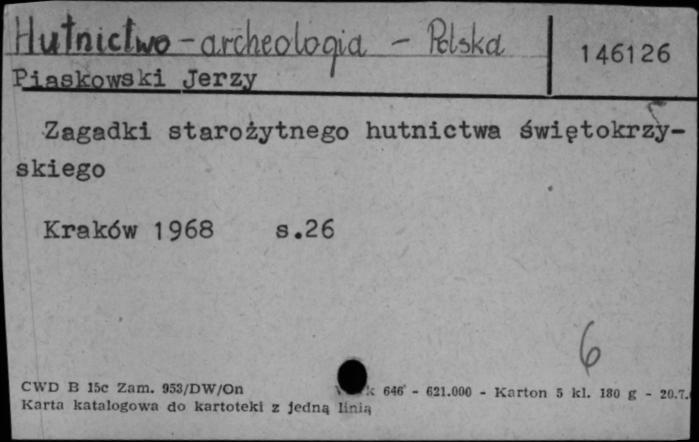 Hutnictwo - archeologia - Polska
146126
Piaskowski Jerzy
Zagadki starożytnego hutnictwa świętokrzy-
skiego
Kraków 1968 s.26
6
CWD B 15c Zam. 953/DW/On 646 - 621.000 - Karton 5 kl. 180 g - 20.7.
Karta katalogowa do kartoteki z jedną linią